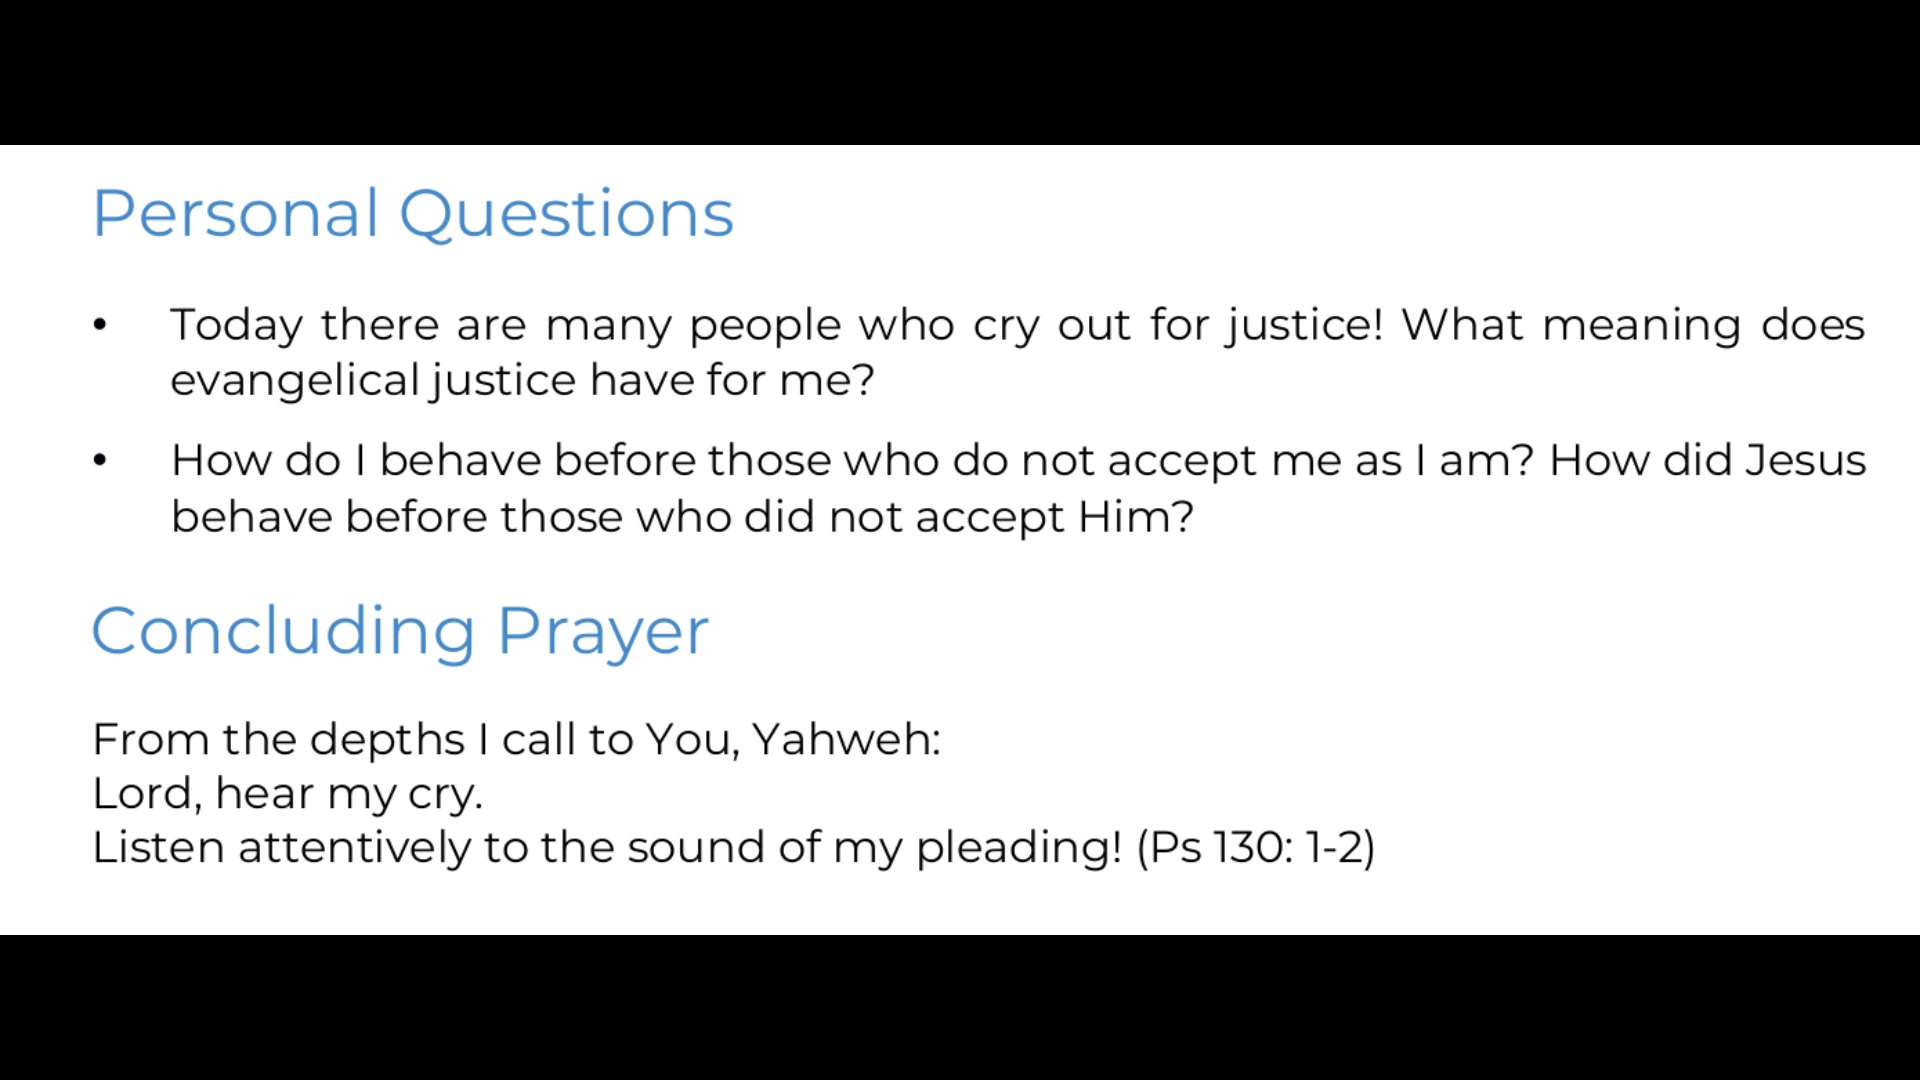 Personal Questions
• Today there are many people who cry out for justice! What meaning does
evangelical justice have for me?
• How do I behave before those who do not accept me as I am? How did Jesus
behave before those who did not accept Him?
Concluding Prayer
From the depths I call to You, Yahweh:
Lord, hear my cry.
Listen attentively to the sound of my pleading! (Ps 130: 1-2)